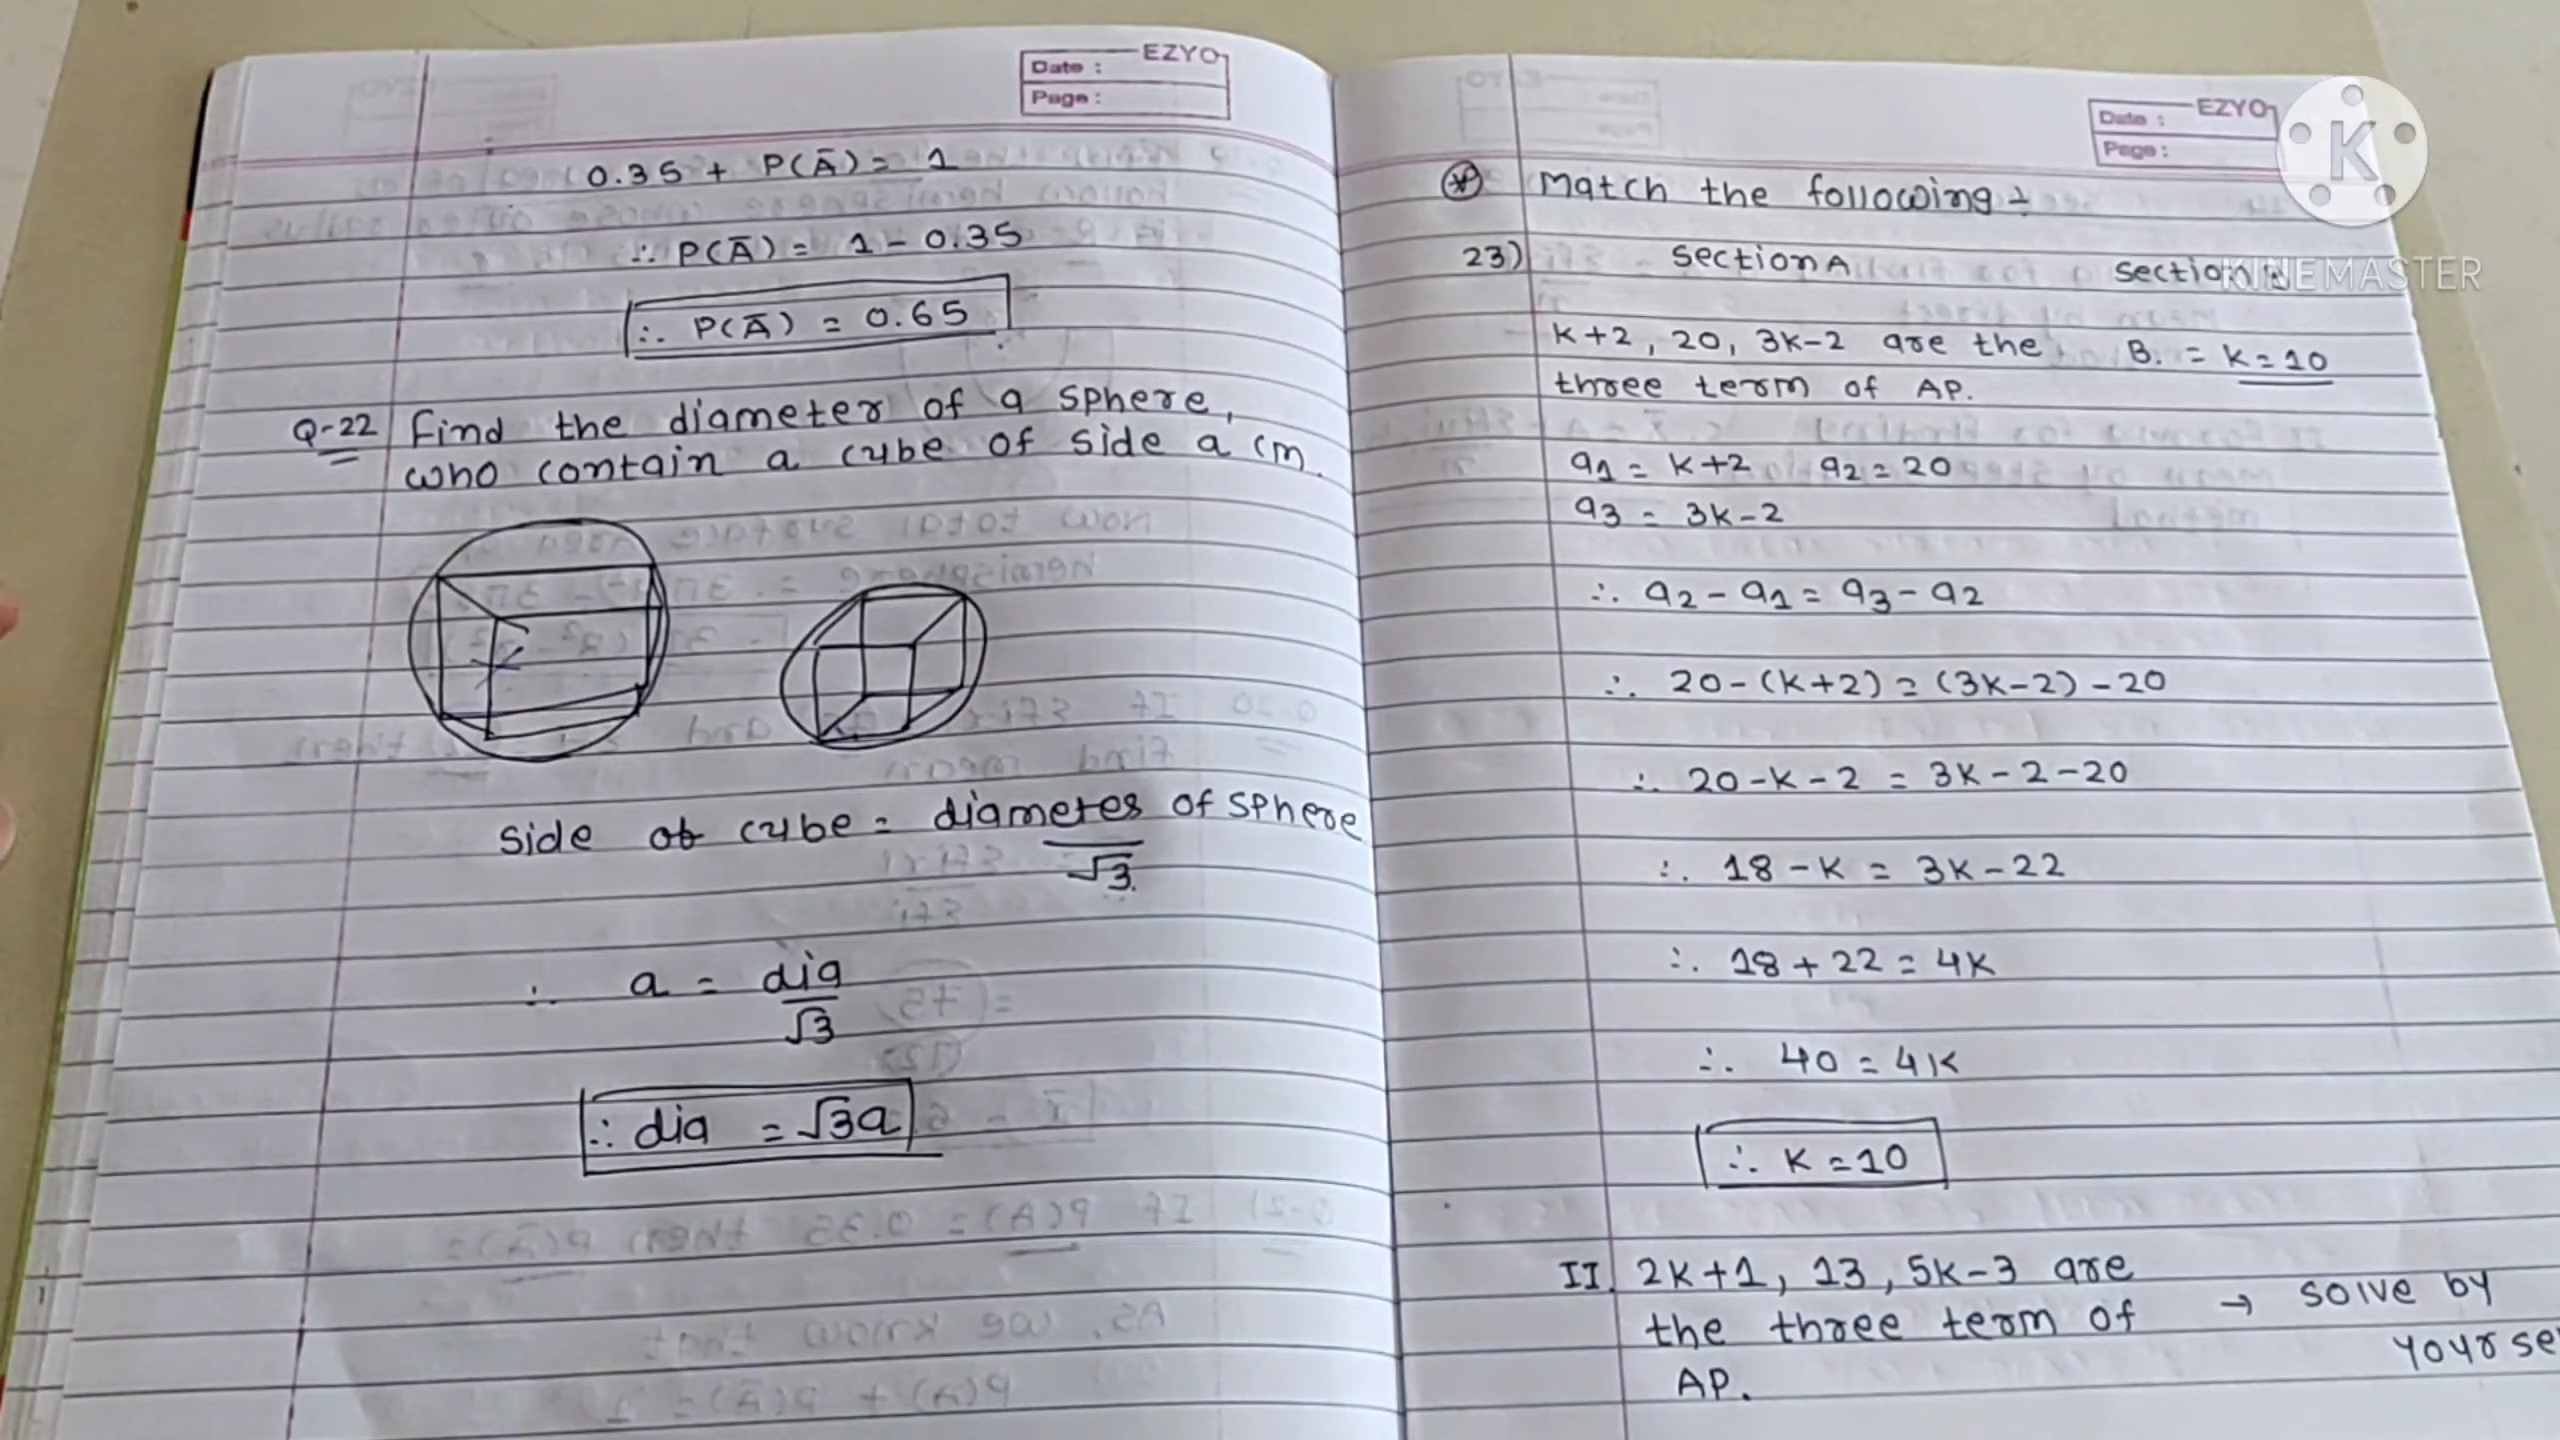 EZYO
Date :
Page :
0.35 + P(Ā) = 1
∴ P(Ā) = 1 - 0.35
∴ P(Ā) = 0.65
Q-22 Find the diameter of a sphere,
who contain a cube of side a cm.
side of cube = diameter of sphere
√3
∴ a = dia
√3
∴ dia = √3a
EZYO
Date :
Page :
K
KINEMASTER
Match the following :-
23) section A section B
k+2, 20, 3k-2 are the B. = k = 10
three term of AP.
a1 = k+2 a2 = 20
a3 = 3k-2
∴ a2 - a1 = a3 - a2
∴ 20 - (k+2) = (3k-2) - 20
∴ 20 - k - 2 = 3k - 2 - 20
∴ 18 - k = 3k - 22
∴ 18 + 22 = 4k
∴ 40 = 4k
∴ k = 10
II. 2k+1, 13, 5k-3 are
the three term of → solve by
AP. yourse